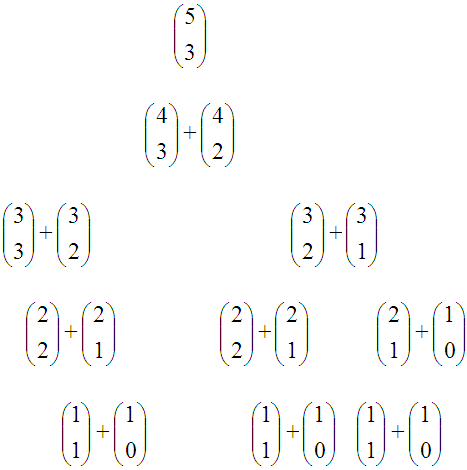 (5 3)
(4 3) + (4 2)
(3 3) + (3 2) (3 2) + (3 1)
(2 2) + (2 1) (2 2) + (2 1) (2 1) + (1 0)
(1 1) + (1 0) (1 1) + (1 0) (1 1) + (1 0)